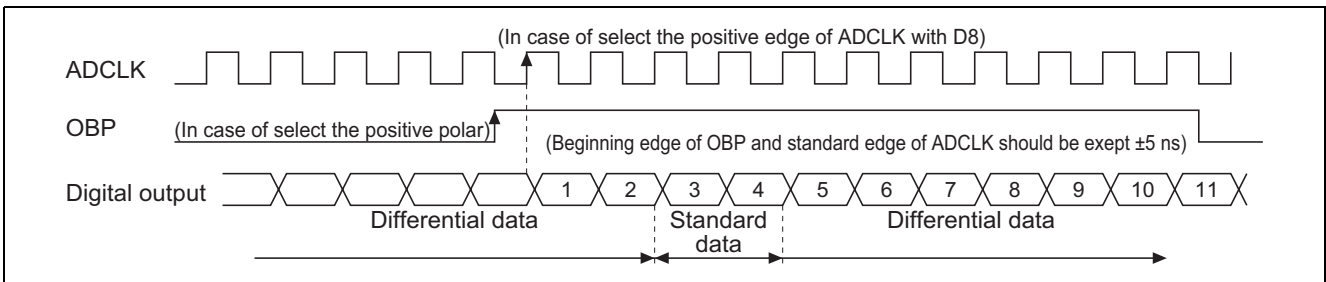 (In case of select the positive edge of ADCLK with D8)
ADCLK
OBP
(In case of select the positive polar)
(Beginning edge of OBP and standard edge of ADCLK should be exept ±5 ns)
Digital output
1 2 3 4 5 6 7 8 9 10 11
Differential data
Standard
data
Differential data